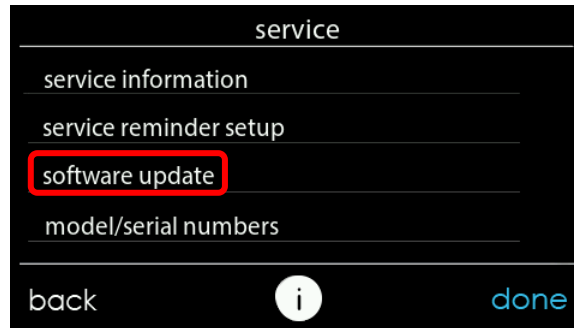 service
service information
service reminder setup
software update
model/serial numbers
back i done